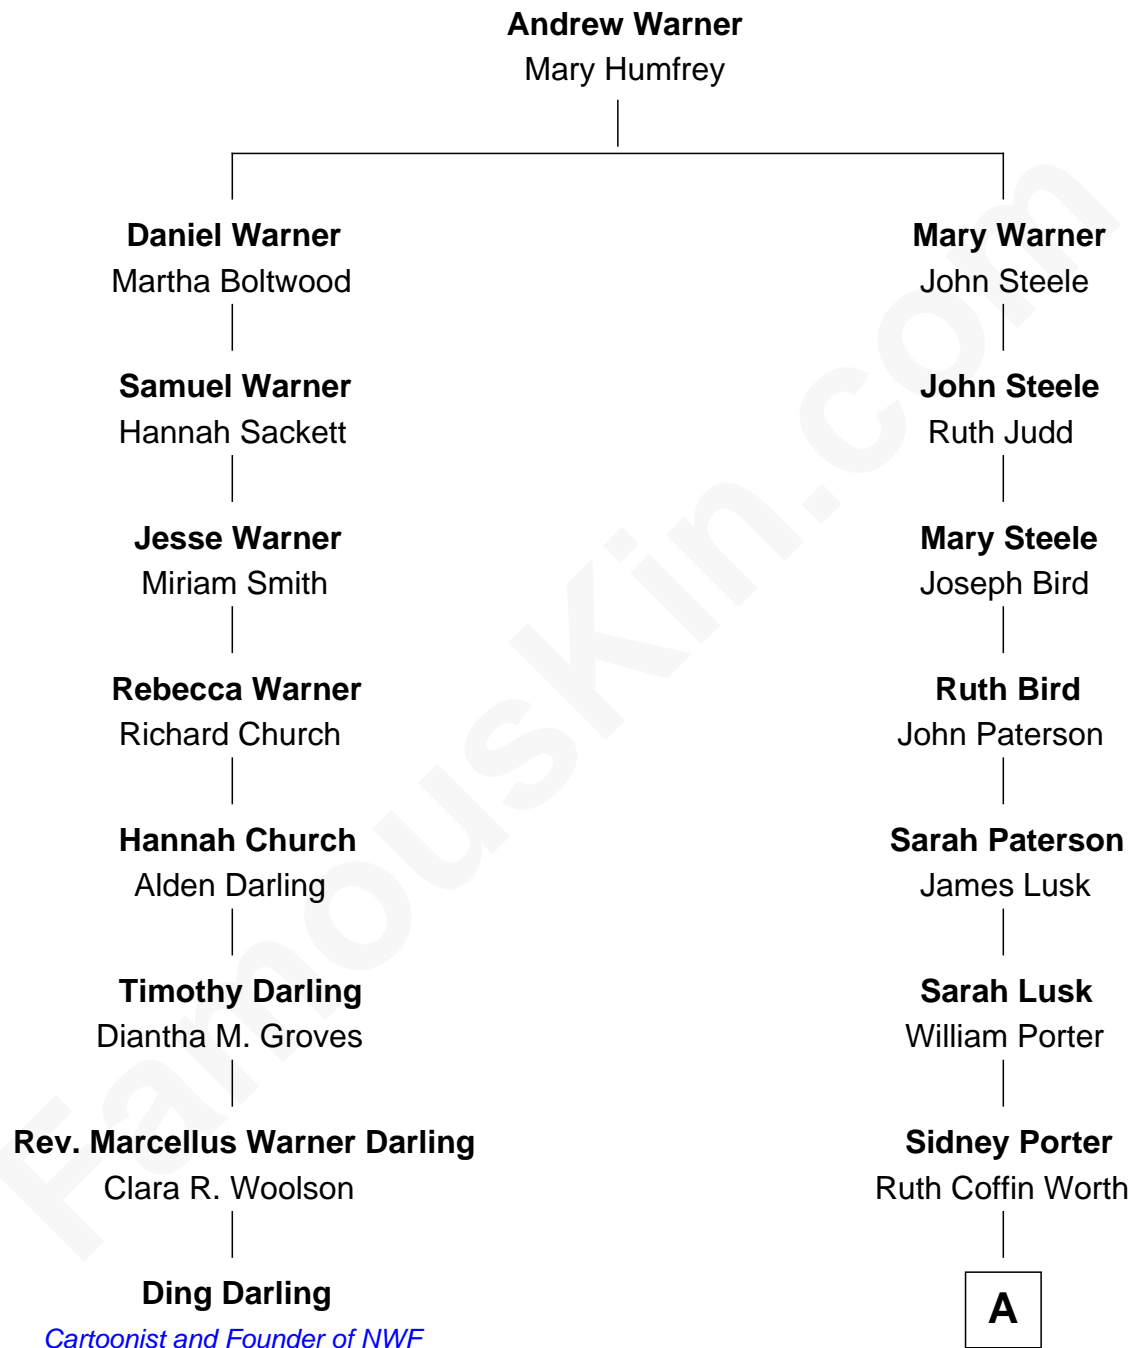 Andrew Warner
Mary Humfrey
Daniel Warner
Martha Boltwood
Mary Warner
John Steele
Samuel Warner
Hannah Sackett
John Steele
Ruth Judd
Jesse Warner
Miriam Smith
Mary Steele
Joseph Bird
Rebecca Warner
Richard Church
Ruth Bird
John Paterson
Hannah Church
Alden Darling
Sarah Paterson
James Lusk
Timothy Darling
Diantha M. Groves
Sarah Lusk
William Porter
Rev. Marcellus Warner Darling
Clara R. Woolson
Sidney Porter
Ruth Coffin Worth
Ding Darling
Cartoonist and Founder of NWF
A
FamousKin.com